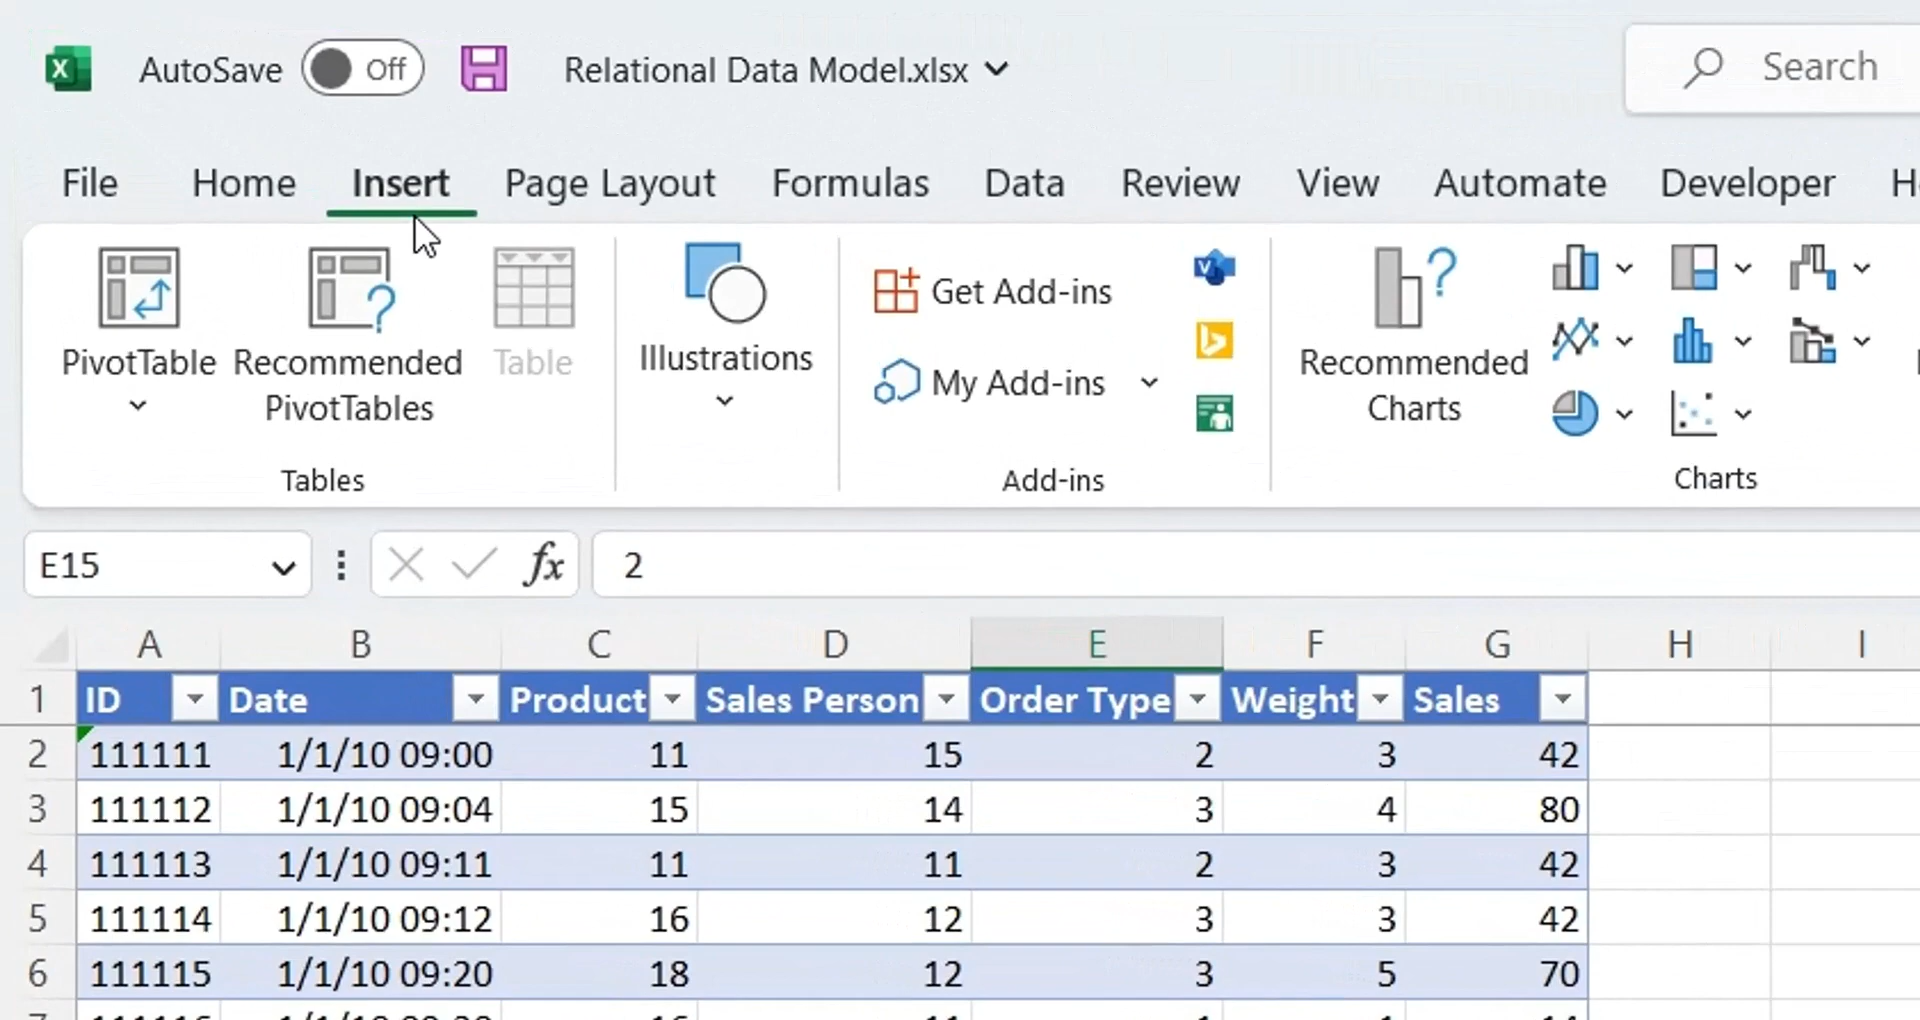 AutoSave Off Relational Data Model.xlsx Search
File Home Insert Page Layout Formulas Data Review View Automate Developer
PivotTable
Recommended
PivotTables
Table
Tables
Illustrations
Get Add-ins
My Add-ins
Add-ins
Recommended
Charts
Charts
E15 fx 2
A B C D E F G H I
1 ID Date Product Sales Person Order Type Weight Sales
2 111111 1/1/10 09:00 11 15 2 3 42
3 111112 1/1/10 09:04 15 14 3 4 80
4 111113 1/1/10 09:11 11 11 2 3 42
5 111114 1/1/10 09:12 16 12 3 3 42
6 111115 1/1/10 09:20 18 12 3 5 70